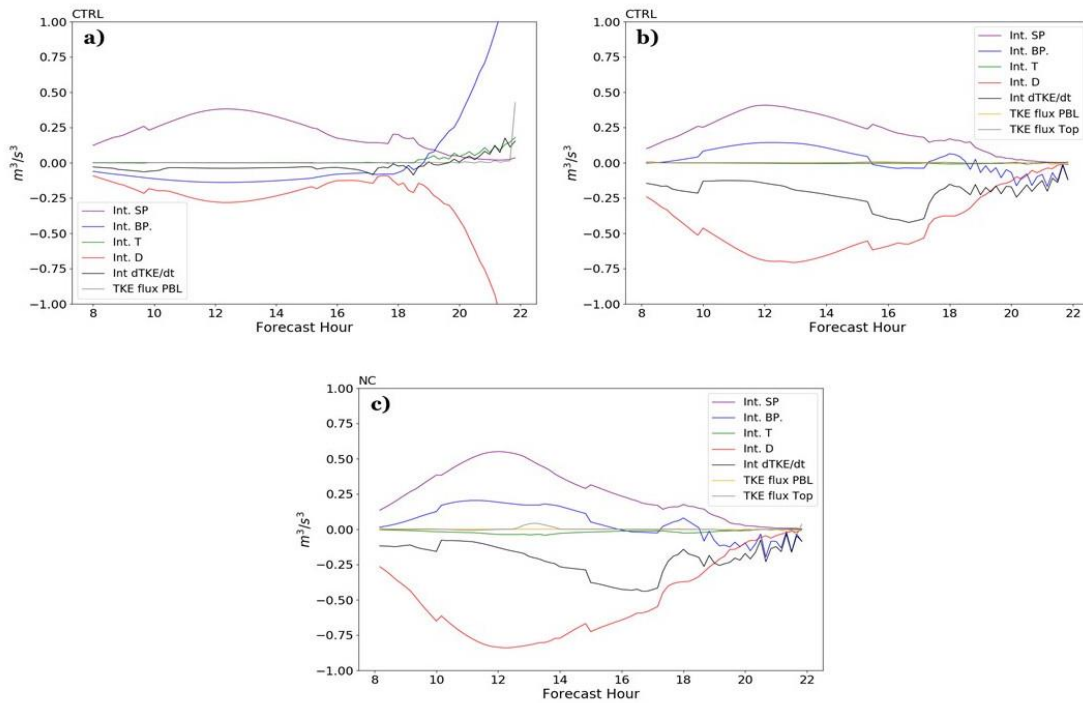 CTRL
a)
1.00
0.75
0.50
0.25
0.00
−0.25
−0.50
−0.75
−1.00
m³/s³
Int. SP
Int. BP.
Int. T
Int. D
Int dTKE/dt
TKE flux PBL
8 10 12 14 16 18 20 22
Forecast Hour
CTRL
b)
1.00
0.75
0.50
0.25
0.00
−0.25
−0.50
−0.75
−1.00
m³/s³
Int. SP
Int. BP.
Int. T
Int. D
Int dTKE/dt
TKE flux PBL
TKE flux Top
8 10 12 14 16 18 20 22
Forecast Hour
NC
c)
1.00
0.75
0.50
0.25
0.00
−0.25
−0.50
−0.75
−1.00
m³/s³
Int. SP
Int. BP.
Int. T
Int. D
Int dTKE/dt
TKE flux PBL
TKE flux Top
8 10 12 14 16 18 20 22
Forecast Hour